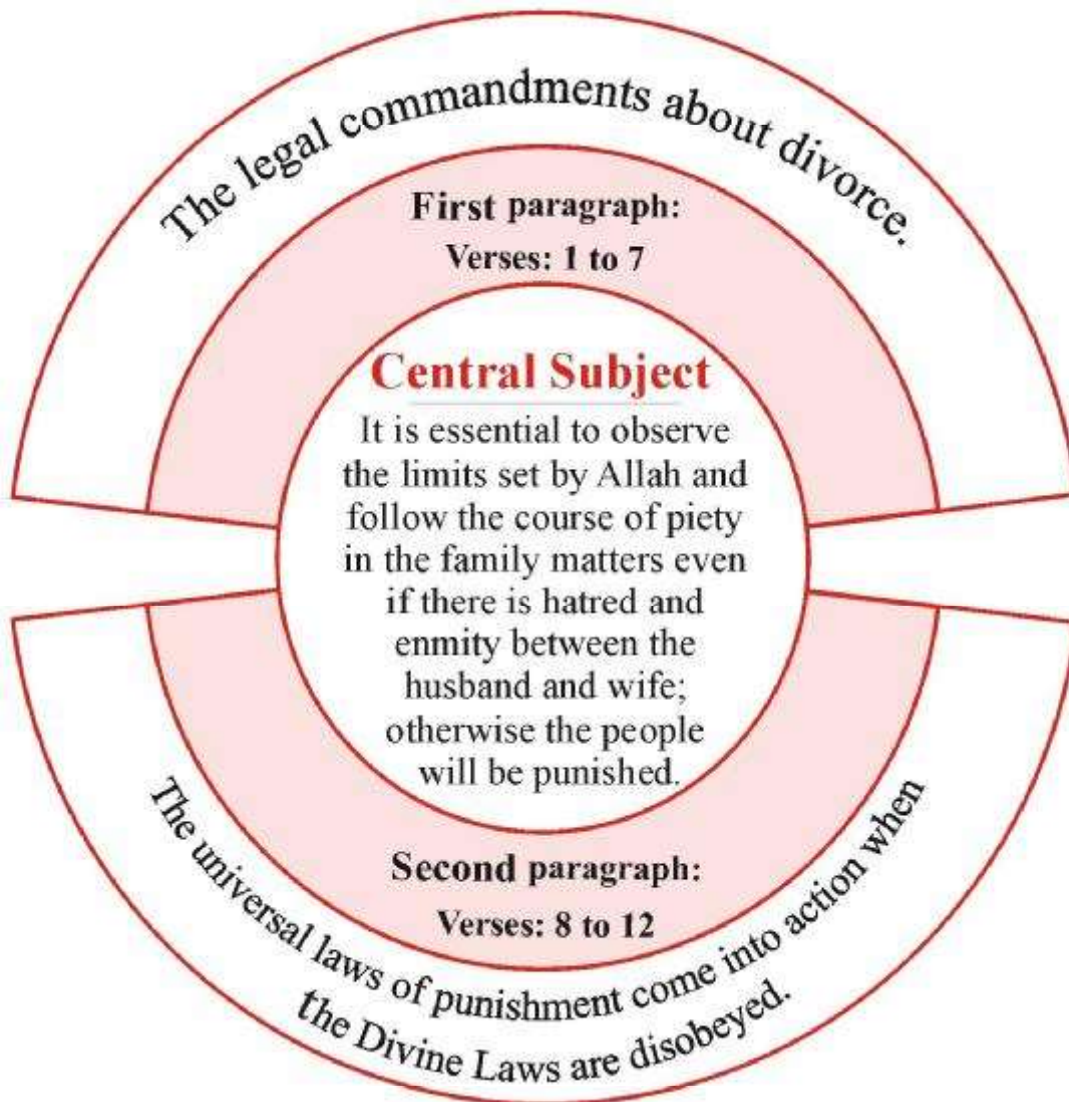 The legal commandments about divorce.
First paragraph:
Verses: 1 to 7
Central Subject
It is essential to observe
the limits set by Allah and
follow the course of piety
in the family matters even
if there is hatred and
enmity between the
husband and wife;
otherwise the people
will be punished.
Second paragraph:
Verses: 8 to 12
The universal laws of punishment come into action when
the Divine Laws are disobeyed.